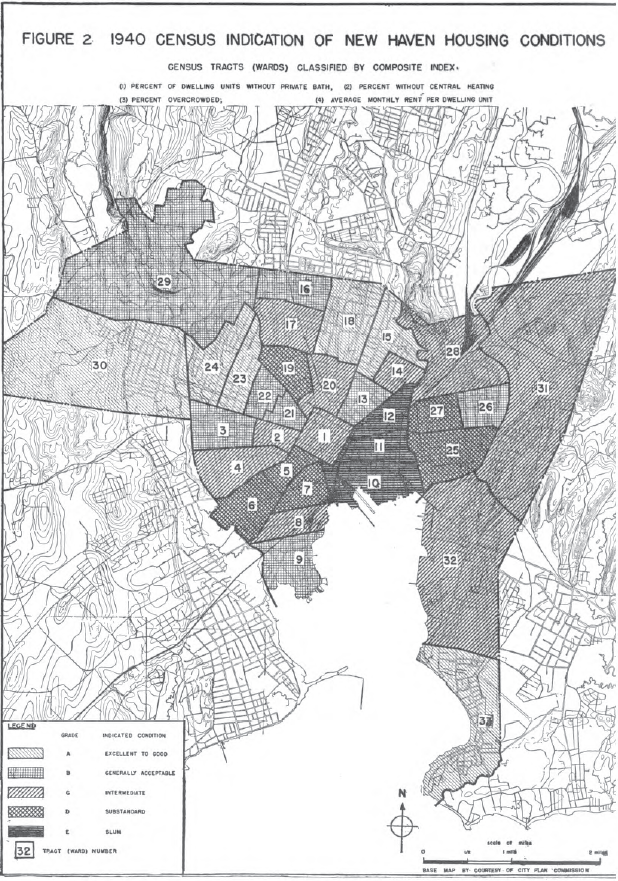 FIGURE 2 1940 CENSUS INDICATION OF NEW HAVEN HOUSING CONDITIONS
CENSUS TRACTS (WARDS) CLASSIFIED BY COMPOSITE INDEX.
(1) PERCENT OF DWELLING UNITS WITHOUT PRIVATE BATH, (2) PERCENT WITHOUT CENTRAL HEATING
(3) PERCENT OVERCROWDED; (4) AVERAGE MONTHLY RENT PER DWELLING UNIT
29
16
17
18
15
28
30
24
23
19
20
14
31
22
21
13
12
27
26
3
2
1
11
25
4
5
6
7
10
8
9
32
LEGEND
GRADE INDICATED CONDITION
A EXCELLENT TO GOOD
B GENERALLY ACCEPTABLE
C INTERMEDIATE
D SUBSTANDARD
E SLUM
32 TRACT (WARD) NUMBER
N
scale of miles
0 1/2 1 mile 2 miles
BASE MAP BY COURTESY OF CITY PLAN COMMISSION